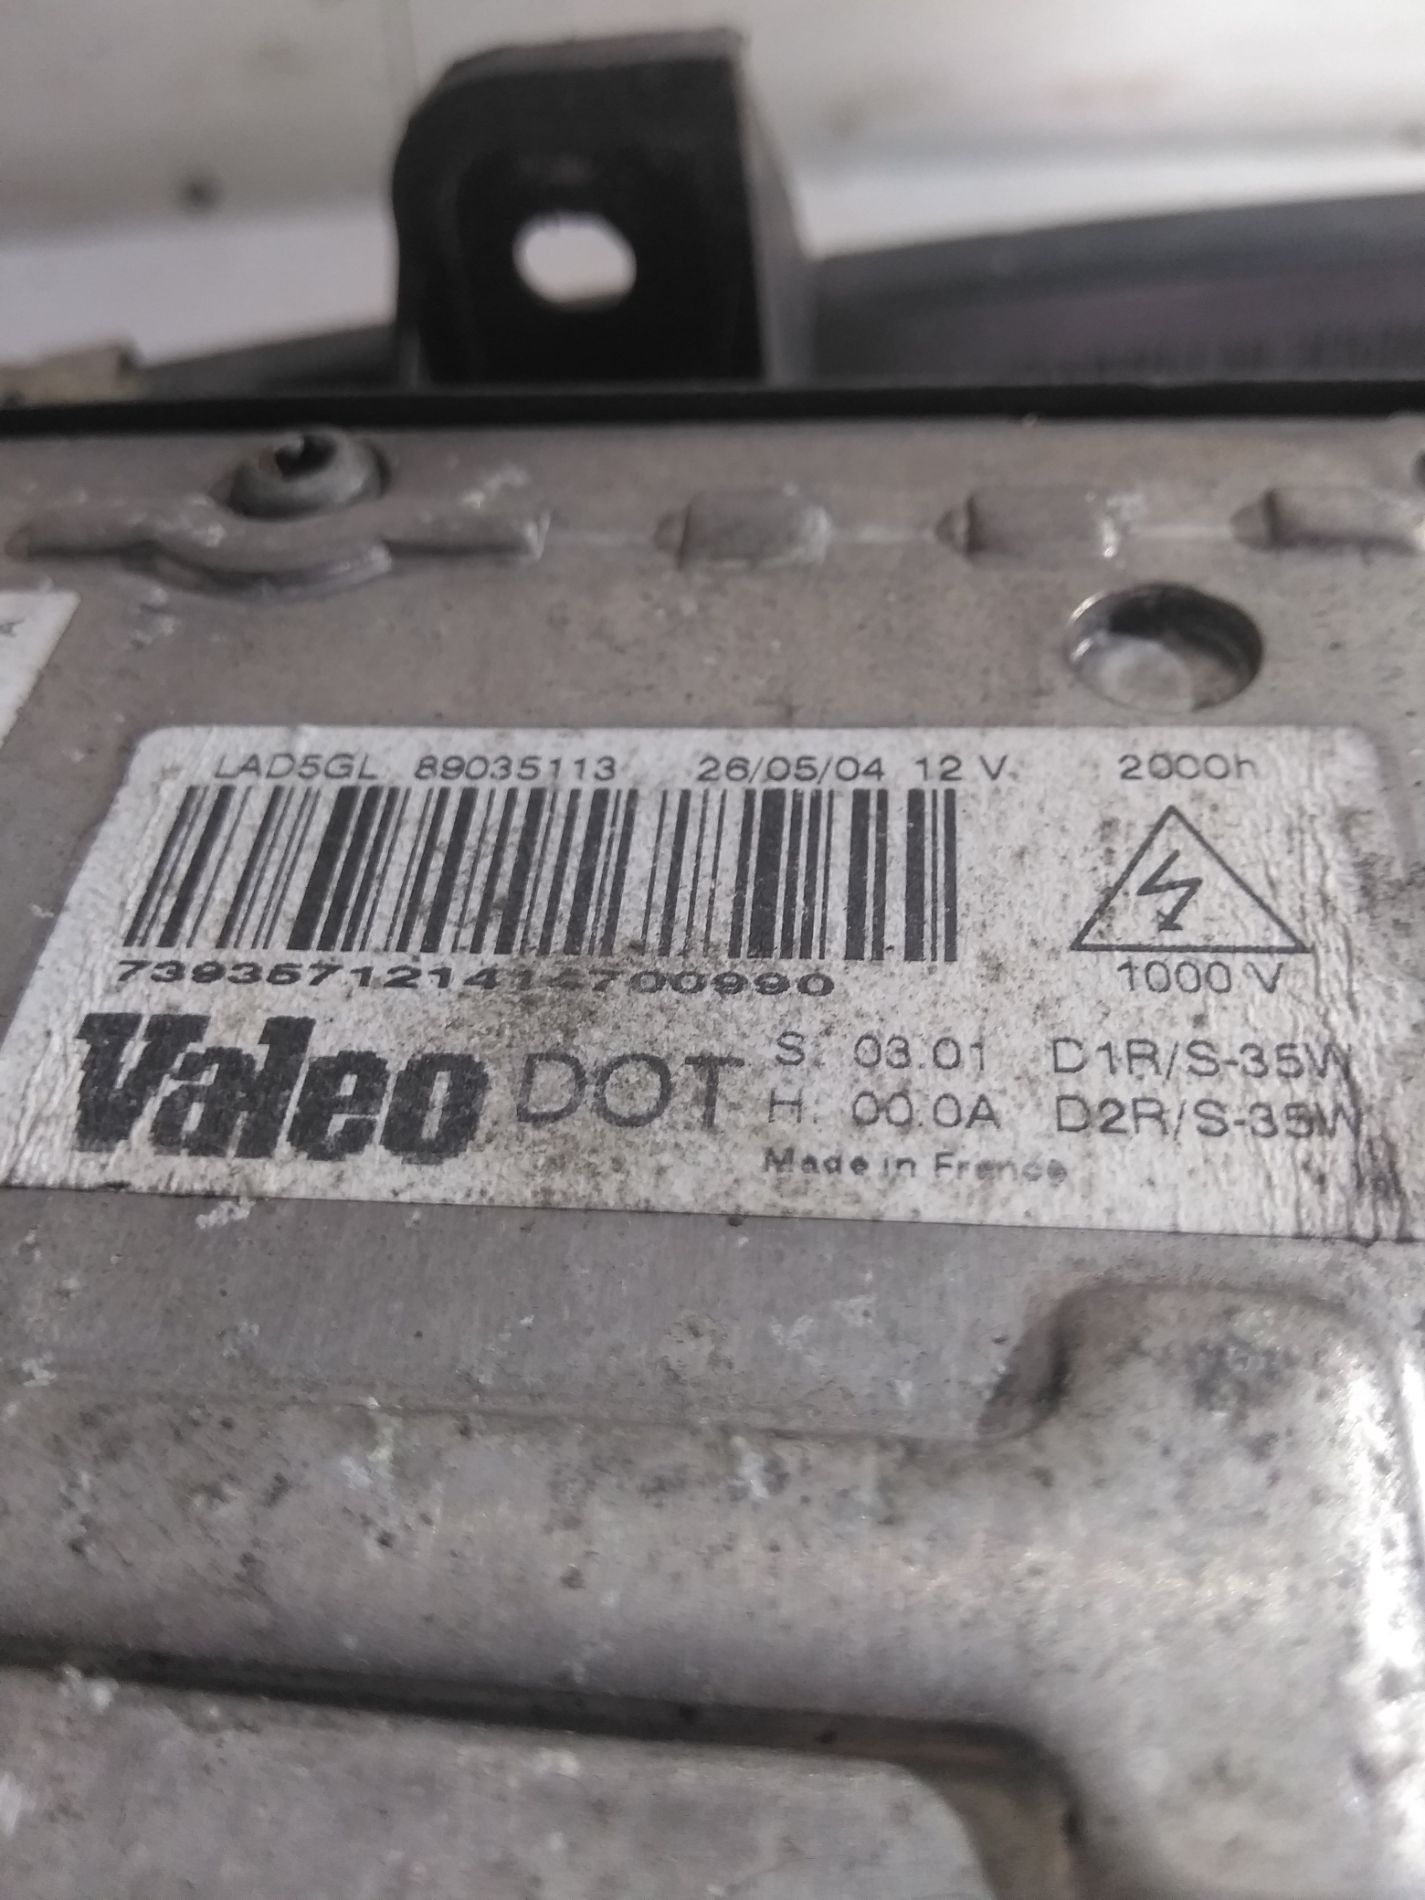 LAD5GL 89035113 26/05/04 12 V. 2000h
1000 V
Valeo DOT
S. 03.01 D1R/S-35W
H. 00.0A D2R/S-35W
Made in France